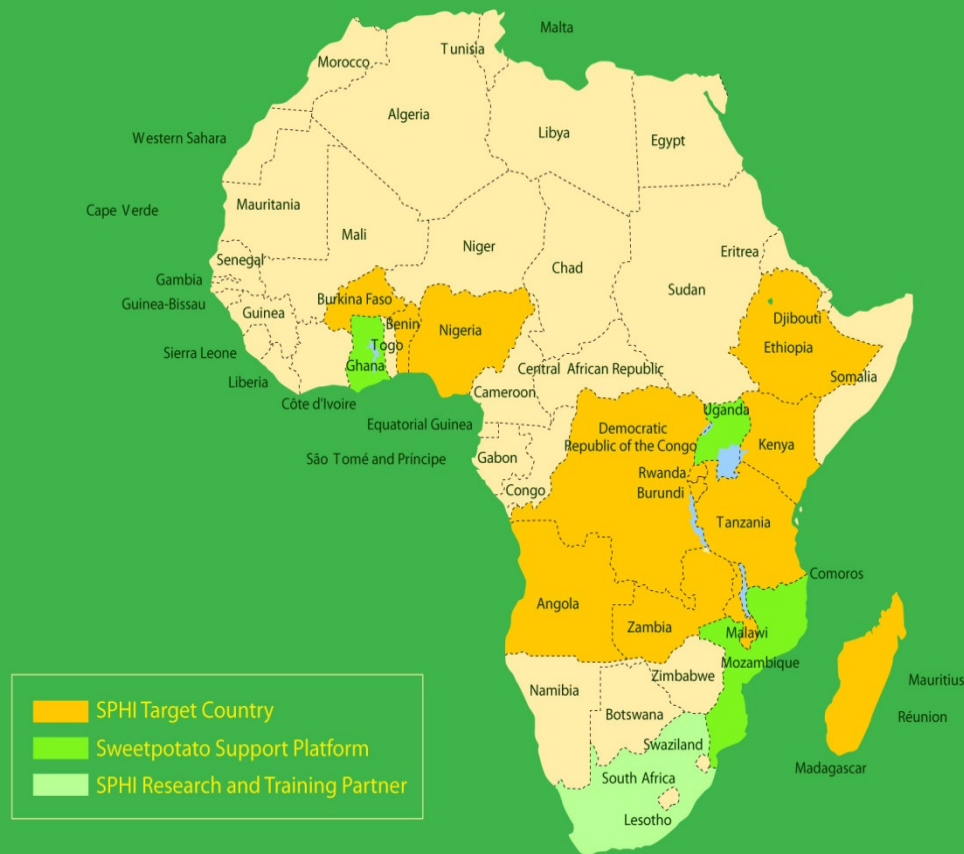 Malta
Tunisia
Morocco
Algeria
Libya
Egypt
Western Sahara
Cape Verde
Mauritania
Mali
Niger
Chad
Sudan
Eritrea
Senegal
Gambia
Guinea-Bissau
Guinea
Burkina Faso
Benin
Togo
Ghana
Nigeria
Djibouti
Ethiopia
Somalia
Sierra Leone
Liberia
Côte d'Ivoire
Cameroon
Central African Republic
Equatorial Guinea
São Tomé and Príncipe
Gabon
Congo
Democratic
Republic of the Congo
Uganda
Kenya
Rwanda
Burundi
Tanzania
Comoros
Angola
Zambia
Malawi
Mozambique
Zimbabwe
Namibia
Botswana
Swaziland
South Africa
Lesotho
Mauritius
Réunion
Madagascar
SPHI Target Country
Sweetpotato Support Platform
SPHI Research and Training Partner